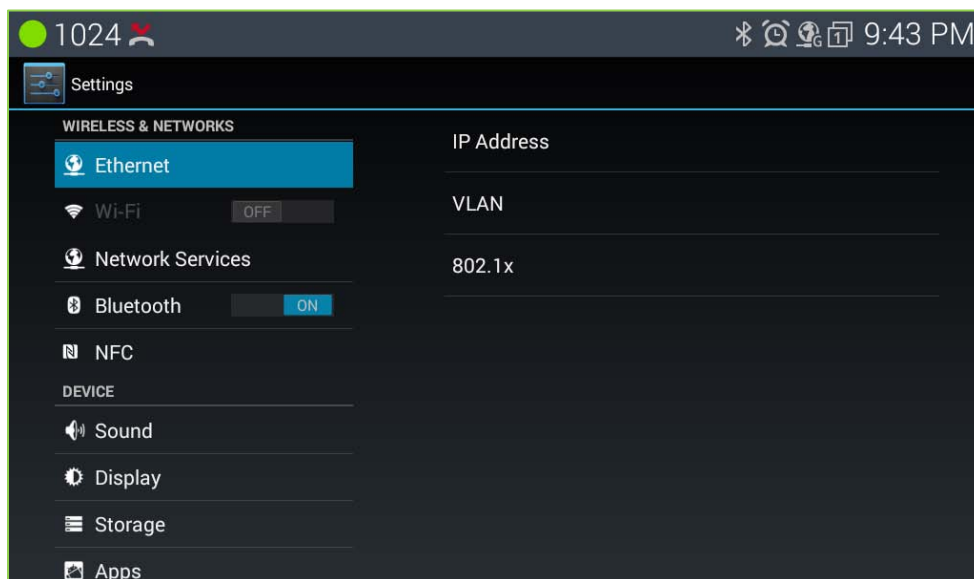 1024
G 1 9:43 PM
Settings
WIRELESS & NETWORKS
Ethernet
Wi-Fi OFF
Network Services
Bluetooth ON
NFC
DEVICE
Sound
Display
Storage
Apps
IP Address
VLAN
802.1x